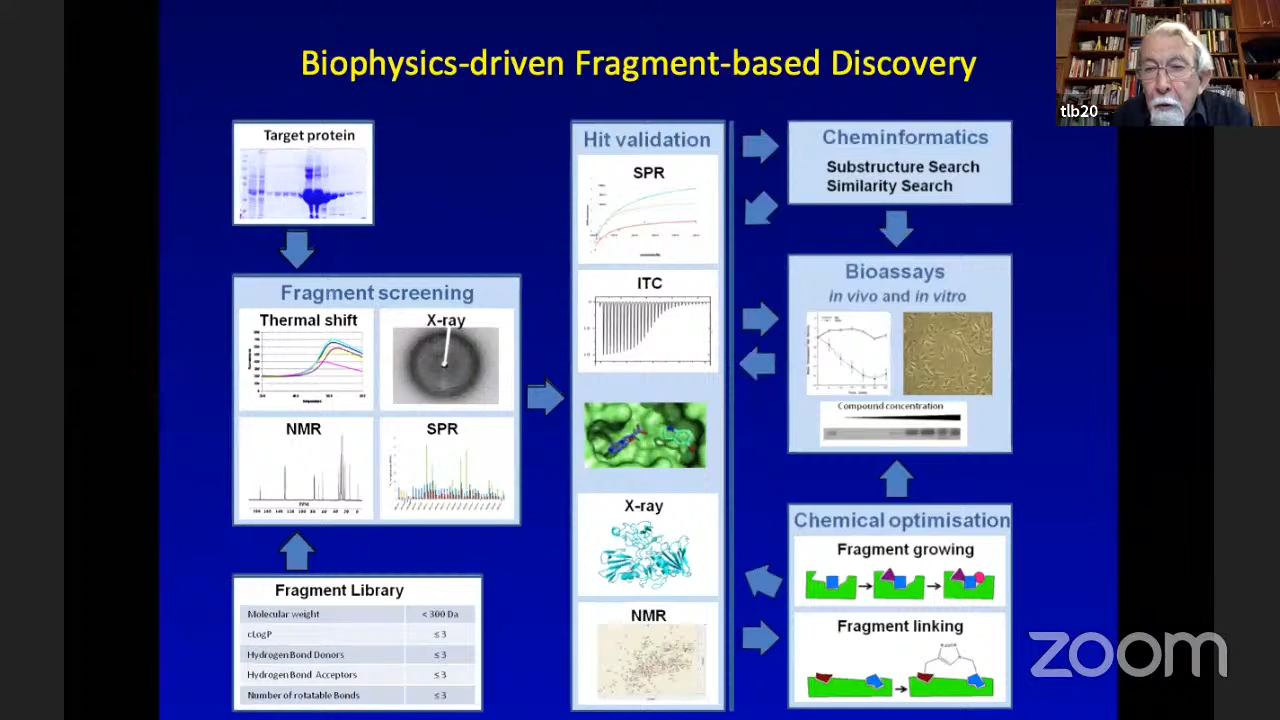 Biophysics-driven Fragment-based Discovery
tlb20
Target protein
Fragment screening
Thermal shift
X-ray
NMR
SPR
Fragment Library
Molecular weight < 300 Da
cLogP ≤ 3
Hydrogen Bond Donors ≤ 3
Hydrogen Bond Acceptors ≤ 3
Number of rotatable Bonds ≤ 3
Hit validation
SPR
ITC
X-ray
NMR
Cheminformatics
Substructure Search
Similarity Search
Bioassays
in vivo and in vitro
Compound concentration
Chemical optimisation
Fragment growing
Fragment linking
zoom